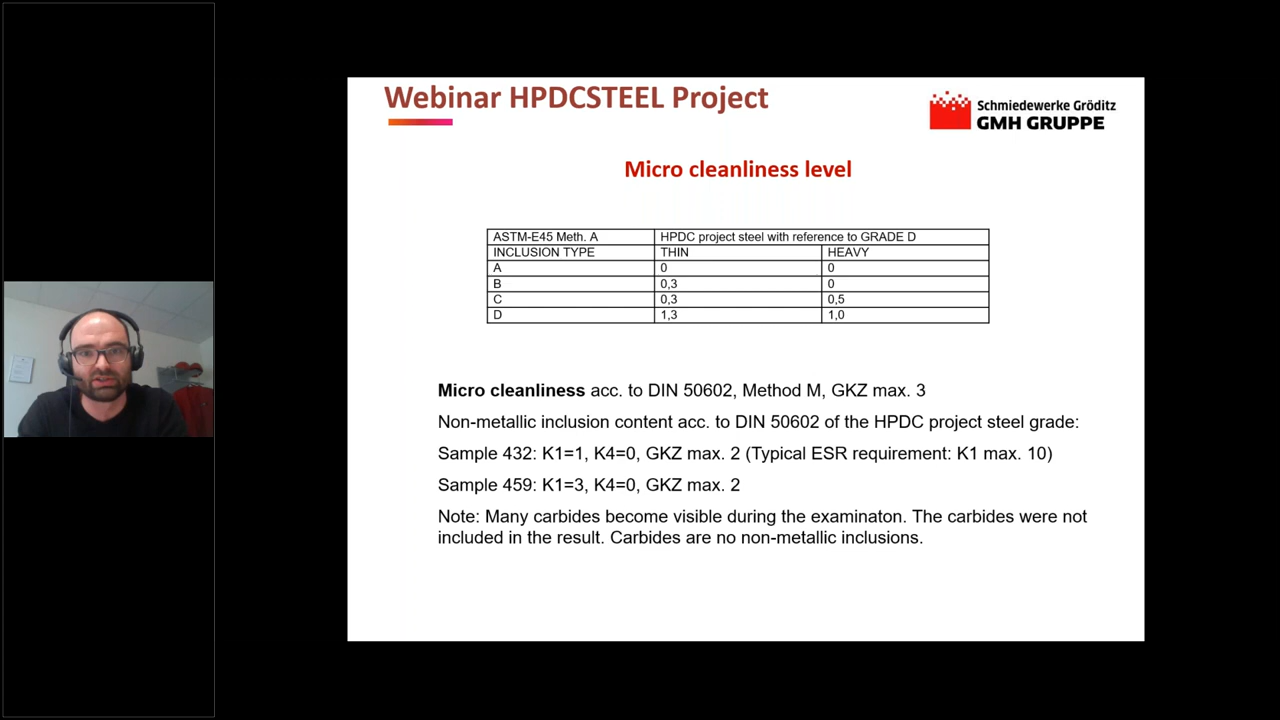 Webinar HPDCSTEEL Project
Schmiedewerke Gröditz
GMH GRUPPE
Micro cleanliness level
ASTM-E45 Meth. A HPDC project steel with reference to GRADE D
INCLUSION TYPE THIN HEAVY
A 0 0
B 0,3 0
C 0,3 0,5
D 1,3 1,0
Micro cleanliness acc. to DIN 50602, Method M, GKZ max. 3
Non-metallic inclusion content acc. to DIN 50602 of the HPDC project steel grade:
Sample 432: K1=1, K4=0, GKZ max. 2 (Typical ESR requirement: K1 max. 10)
Sample 459: K1=3, K4=0, GKZ max. 2
Note: Many carbides become visible during the examinaton. The carbides were not
included in the result. Carbides are no non-metallic inclusions.